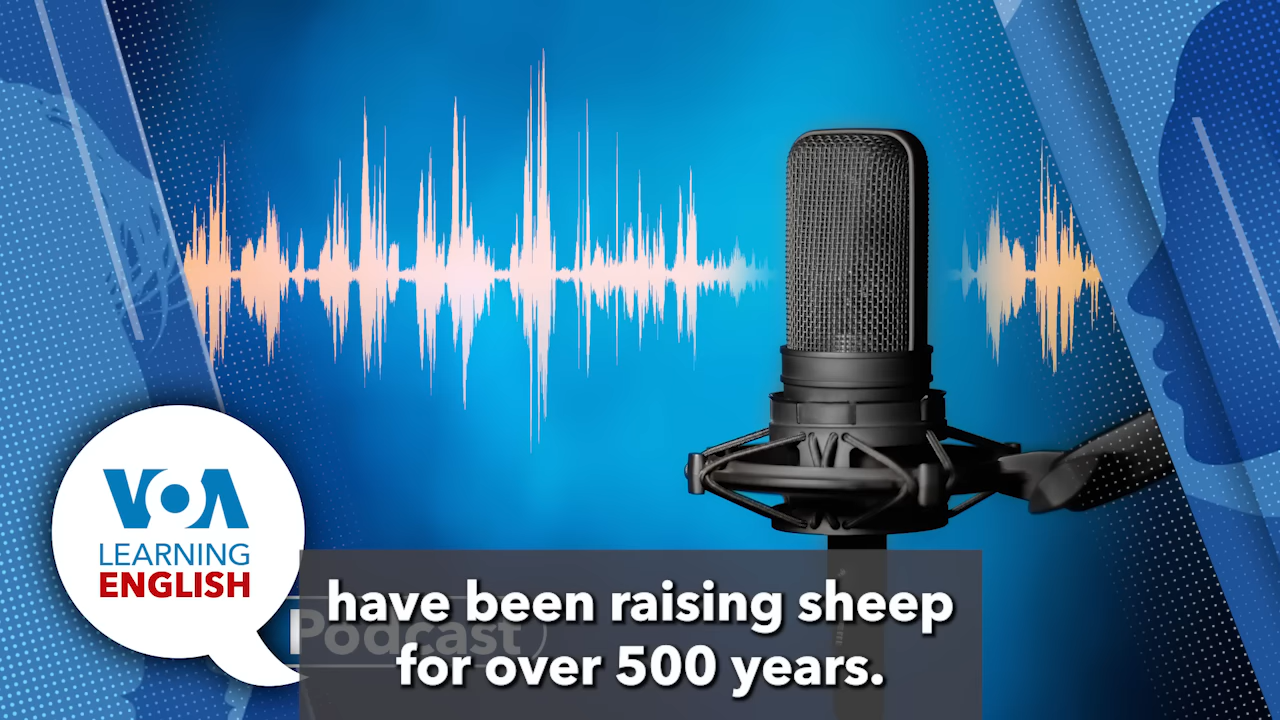 VOA
LEARNING
ENGLISH
Podcast
have been raising sheep
for over 500 years.